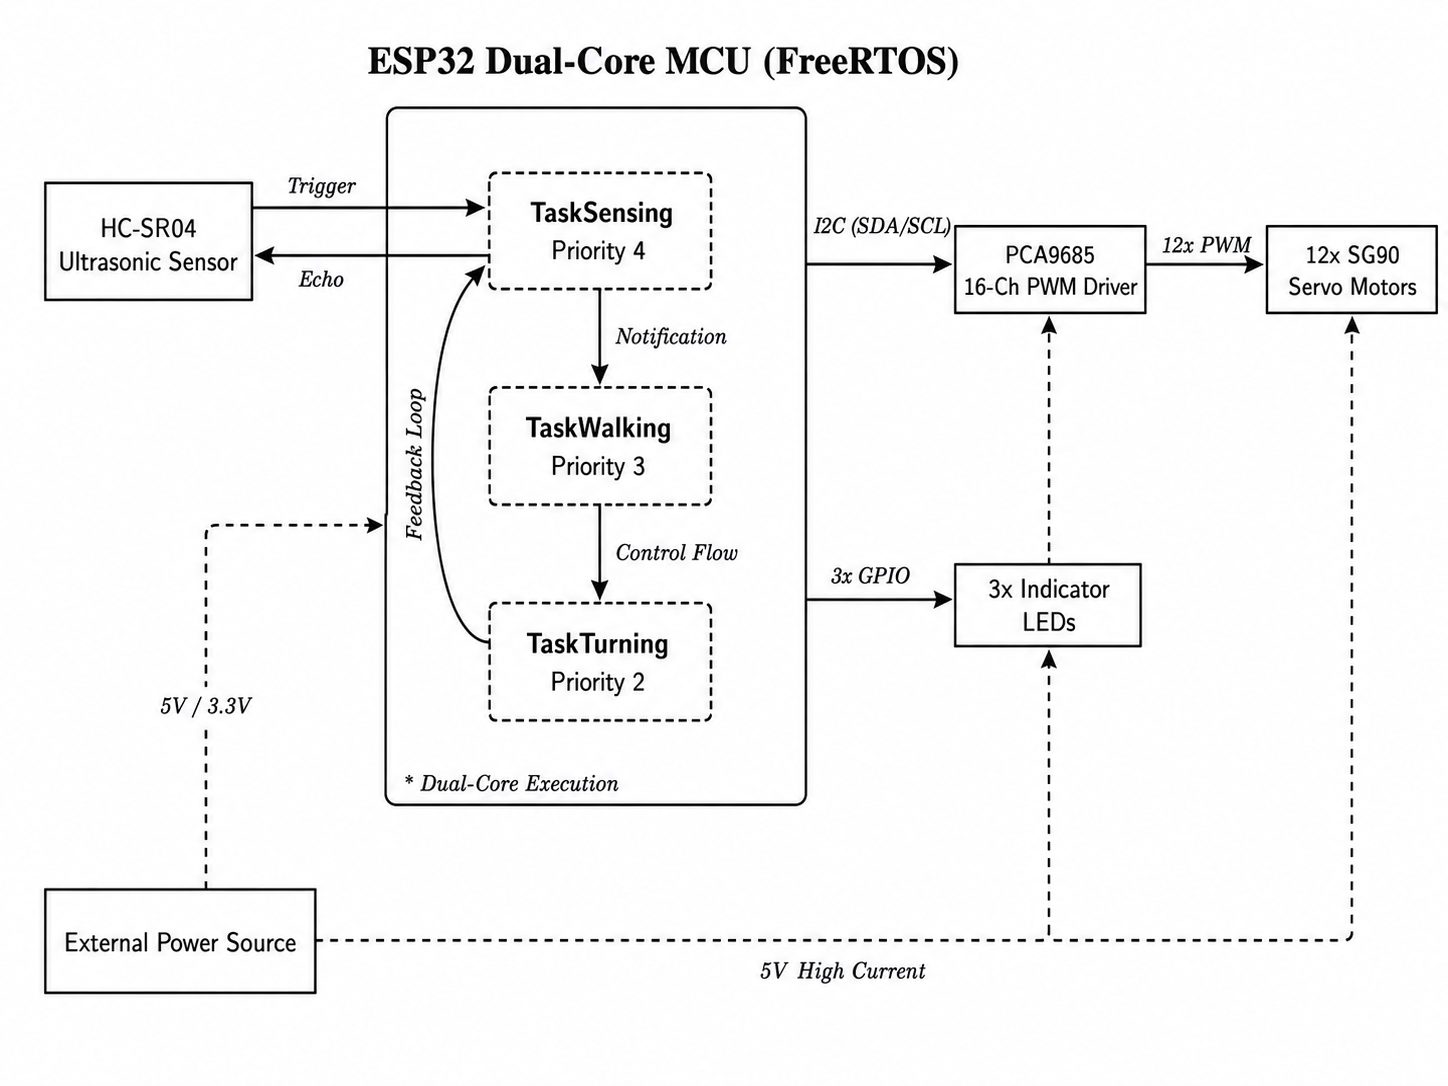 ESP32 Dual-Core MCU (FreeRTOS)
HC-SR04
Ultrasonic Sensor
Trigger
Echo
TaskSensing
Priority 4
Notification
TaskWalking
Priority 3
Feedback Loop
Control Flow
TaskTurning
Priority 2
* Dual-Core Execution
I2C (SDA/SCL)
PCA9685
16-Ch PWM Driver
12x PWM
12x SG90
Servo Motors
3x GPIO
3x Indicator
LEDs
5V / 3.3V
External Power Source
5V High Current